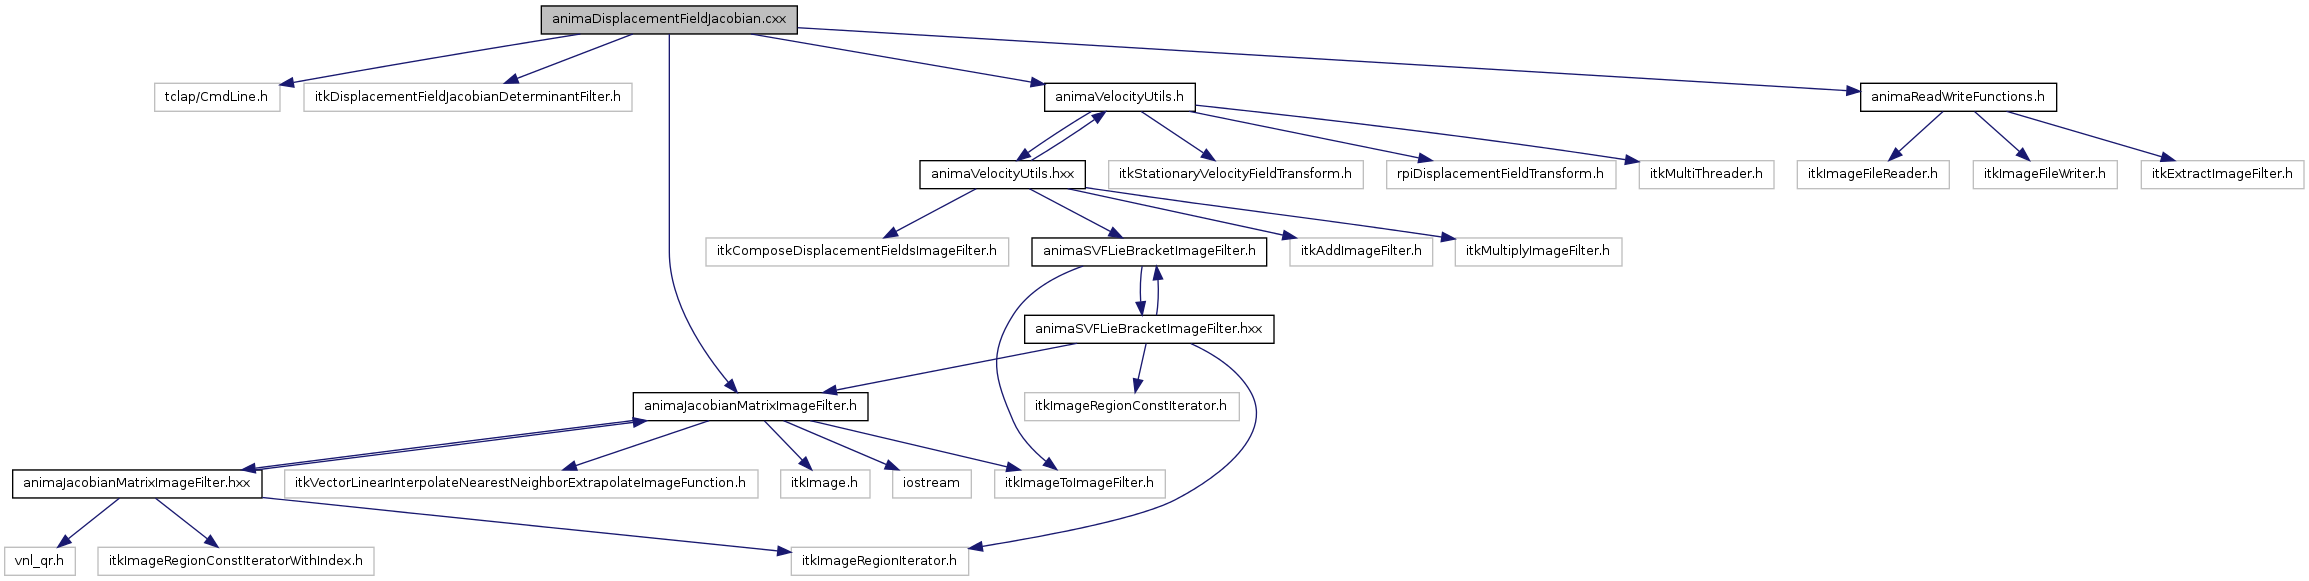 animaDisplacementFieldJacobian.cxx
tclap/CmdLine.h
itkDisplacementFieldJacobianDeterminantFilter.h
animaVelocityUtils.h
animaReadWriteFunctions.h
animaVelocityUtils.hxx
itkStationaryVelocityFieldTransform.h
rpiDisplacementFieldTransform.h
itkMultiThreader.h
itkImageFileReader.h
itkImageFileWriter.h
itkExtractImageFilter.h
itkComposeDisplacementFieldsImageFilter.h
animaSVFLieBracketImageFilter.h
itkAddImageFilter.h
itkMultiplyImageFilter.h
animaSVFLieBracketImageFilter.hxx
animaJacobianMatrixImageFilter.h
itkImageRegionConstIterator.h
animaJacobianMatrixImageFilter.hxx
itkVectorLinearInterpolateNearestNeighborExtrapolateImageFunction.h
itkImage.h
iostream
itkImageToImageFilter.h
vnl_qr.h
itkImageRegionConstIteratorWithIndex.h
itkImageRegionIterator.h